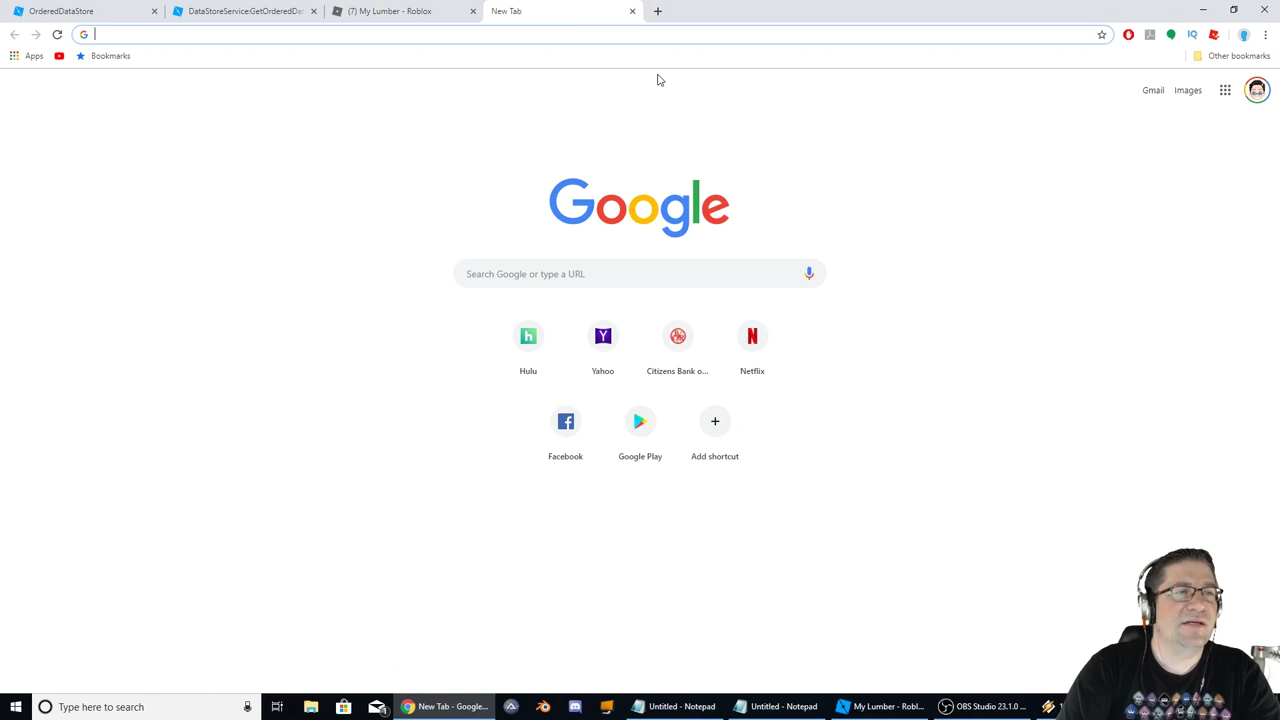 OrderedDataStore
DataStoreService:GetOrderedDat
(7) My Lumber - Roblox
New Tab
Apps
Bookmarks
Other bookmarks
Gmail
Images
Google
Search Google or type a URL
Hulu
Yahoo
Citizens Bank o...
Netflix
Facebook
Google Play
Add shortcut
Type here to search
New Tab - Google...
Untitled - Notepad
Untitled - Notepad
My Lumber - Robl...
OBS Studio 23.1.0 ...